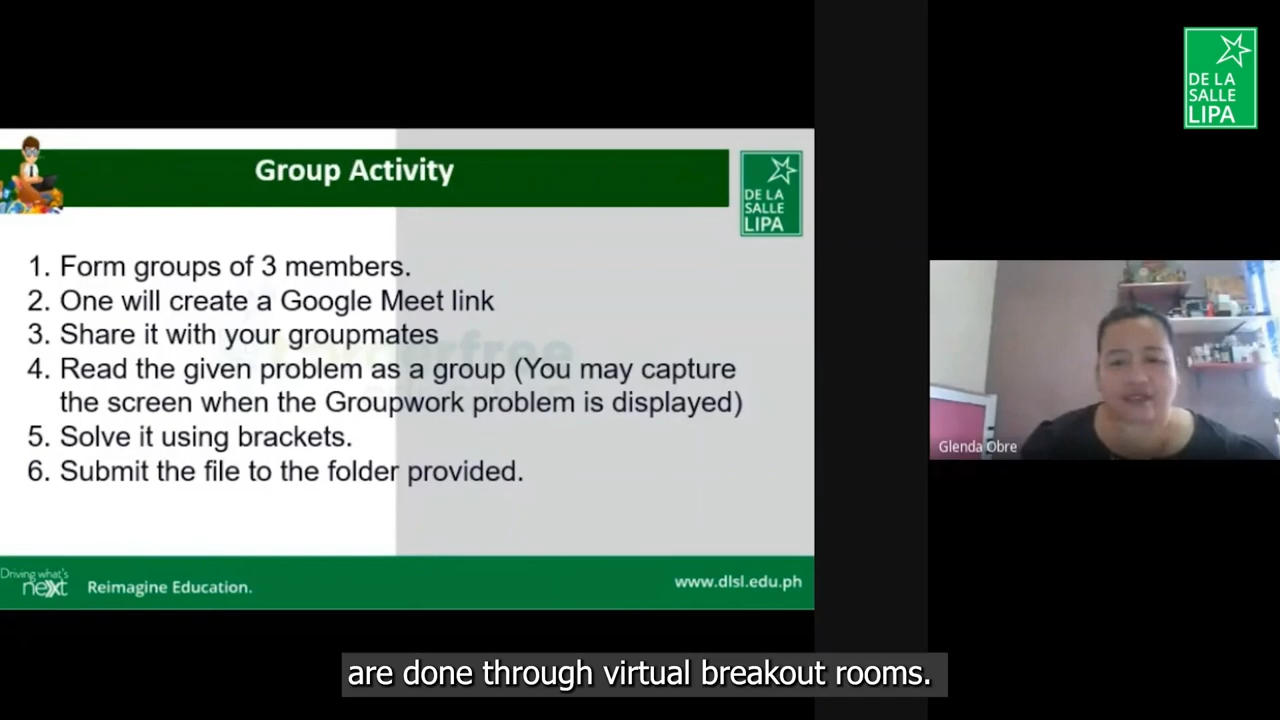 DE LA
SALLE
LIPA
Group Activity
DE LA
SALLE
LIPA
1. Form groups of 3 members.
2. One will create a Google Meet link
3. Share it with your groupmates
4. Read the given problem as a group (You may capture
the screen when the Groupwork problem is displayed)
5. Solve it using brackets.
6. Submit the file to the folder provided.
Glenda Obre
Driving what's
next
Reimagine Education.
www.dlsl.edu.ph
are done through virtual breakout rooms.